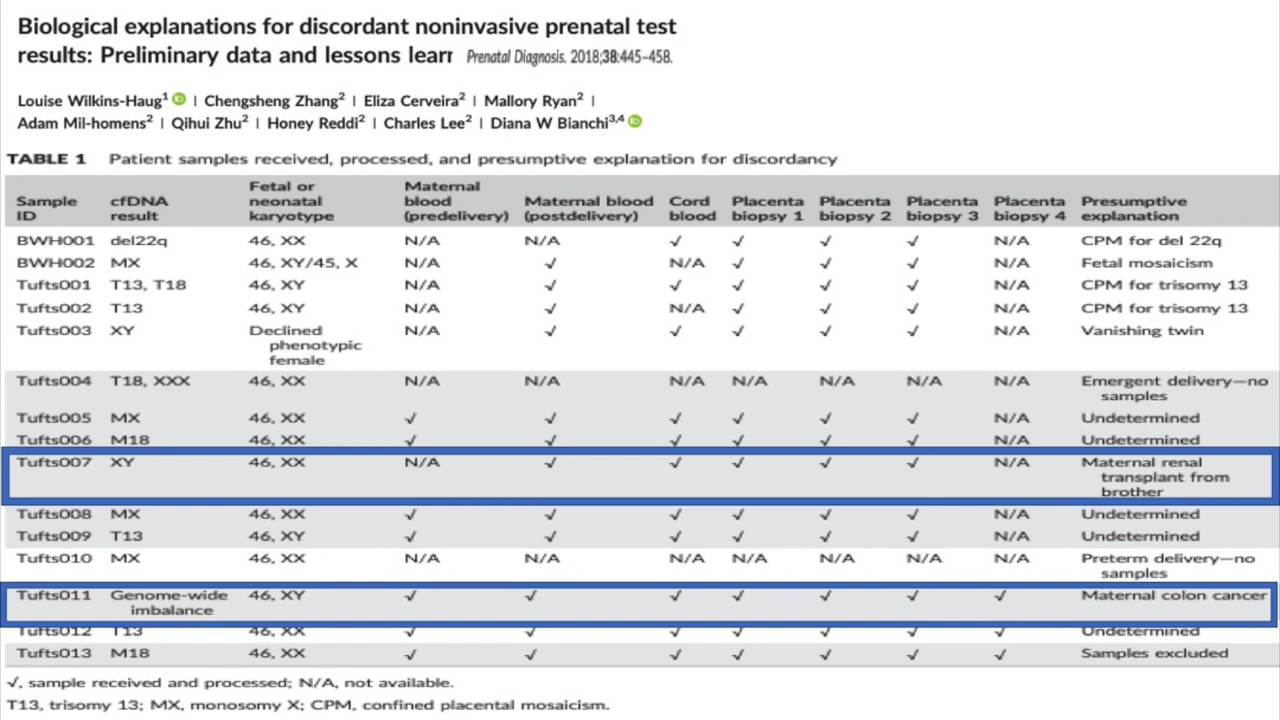 Biological explanations for discordant noninvasive prenatal test
results: Preliminary data and lessons lear Prenatal Diagnosis. 2018;38:445–458.
Louise Wilkins-Haug1 iD | Chengsheng Zhang2 | Eliza Cerveira2 | Mallory Ryan2 |
Adam Mil-homens2 | Qihui Zhu2 | Honey Reddi2 | Charles Lee2 | Diana W Bianchi3,4 iD
TABLE 1 Patient samples received, processed, and presumptive explanation for discordancy
Sample ID cfDNA result Fetal or neonatal karyotype Maternal blood (predelivery) Maternal blood (postdelivery) Cord blood Placenta biopsy 1 Placenta biopsy 2 Placenta biopsy 3 Placenta biopsy 4 Presumptive explanation
BWH001 del22q 46, XX N/A N/A √ √ √ √ N/A CPM for del 22q
BWH002 MX 46, XY/45, X N/A √ N/A √ √ √ N/A Fetal mosaicism
Tufts001 T13, T18 46, XY N/A √ √ √ √ √ N/A CPM for trisomy 13
Tufts002 T13 46, XY N/A √ N/A √ √ √ N/A CPM for trisomy 13
Tufts003 XY Declined phenotypic female N/A √ √ √ √ √ N/A Vanishing twin
Tufts004 T18, XXX 46, XX N/A N/A N/A N/A N/A N/A N/A Emergent delivery—no samples
Tufts005 MX 46, XX √ √ √ √ √ √ N/A Undetermined
Tufts006 M18 46, XX √ √ √ √ √ √ N/A Undetermined
Tufts007 XY 46, XX N/A √ √ √ √ √ N/A Maternal renal transplant from brother
Tufts008 MX 46, XX √ √ √ √ √ √ N/A Undetermined
Tufts009 T13 46, XY √ √ √ √ √ √ N/A Undetermined
Tufts010 MX 46, XX N/A N/A N/A N/A N/A N/A N/A Preterm delivery—no samples
Tufts011 Genome-wide imbalance 46, XY √ √ √ √ √ √ √ Maternal colon cancer
Tufts012 T13 46, XX √ √ √ √ √ √ √ Undetermined
Tufts013 M18 46, XX √ √ √ √ √ √ √ Samples excluded
√, sample received and processed; N/A, not available.
T13, trisomy 13; MX, monosomy X; CPM, confined placental mosaicism.